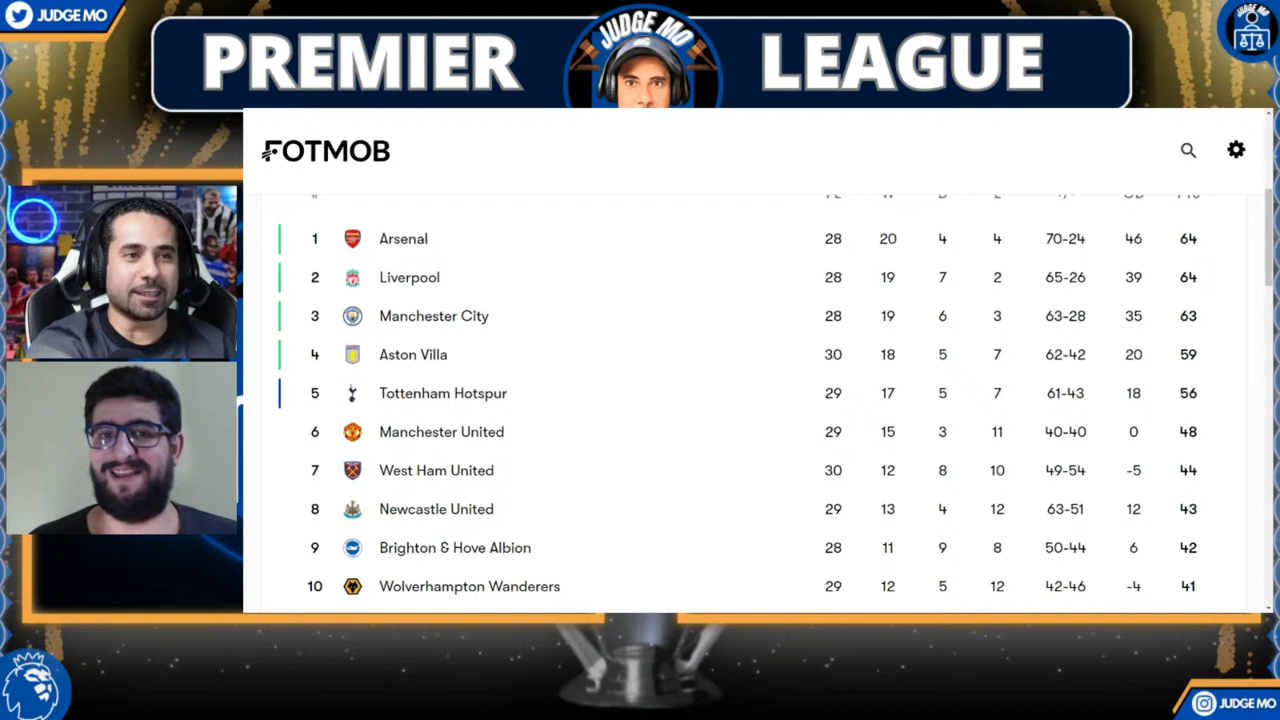 JUDGE MO
PREMIER
JUDGE MO
LEAGUE
JUDGE MO
FOTMOB
#
1 Arsenal 28 20 4 4 70-24 46 64
2 Liverpool 28 19 7 2 65-26 39 64
3 Manchester City 28 19 6 3 63-28 35 63
4 Aston Villa 30 18 5 7 62-42 20 59
5 Tottenham Hotspur 29 17 5 7 61-43 18 56
6 Manchester United 29 15 3 11 40-40 0 48
7 West Ham United 30 12 8 10 49-54 -5 44
8 Newcastle United 29 13 4 12 63-51 12 43
9 Brighton & Hove Albion 28 11 9 8 50-44 6 42
10 Wolverhampton Wanderers 29 12 5 12 42-46 -4 41
JUDGE MO